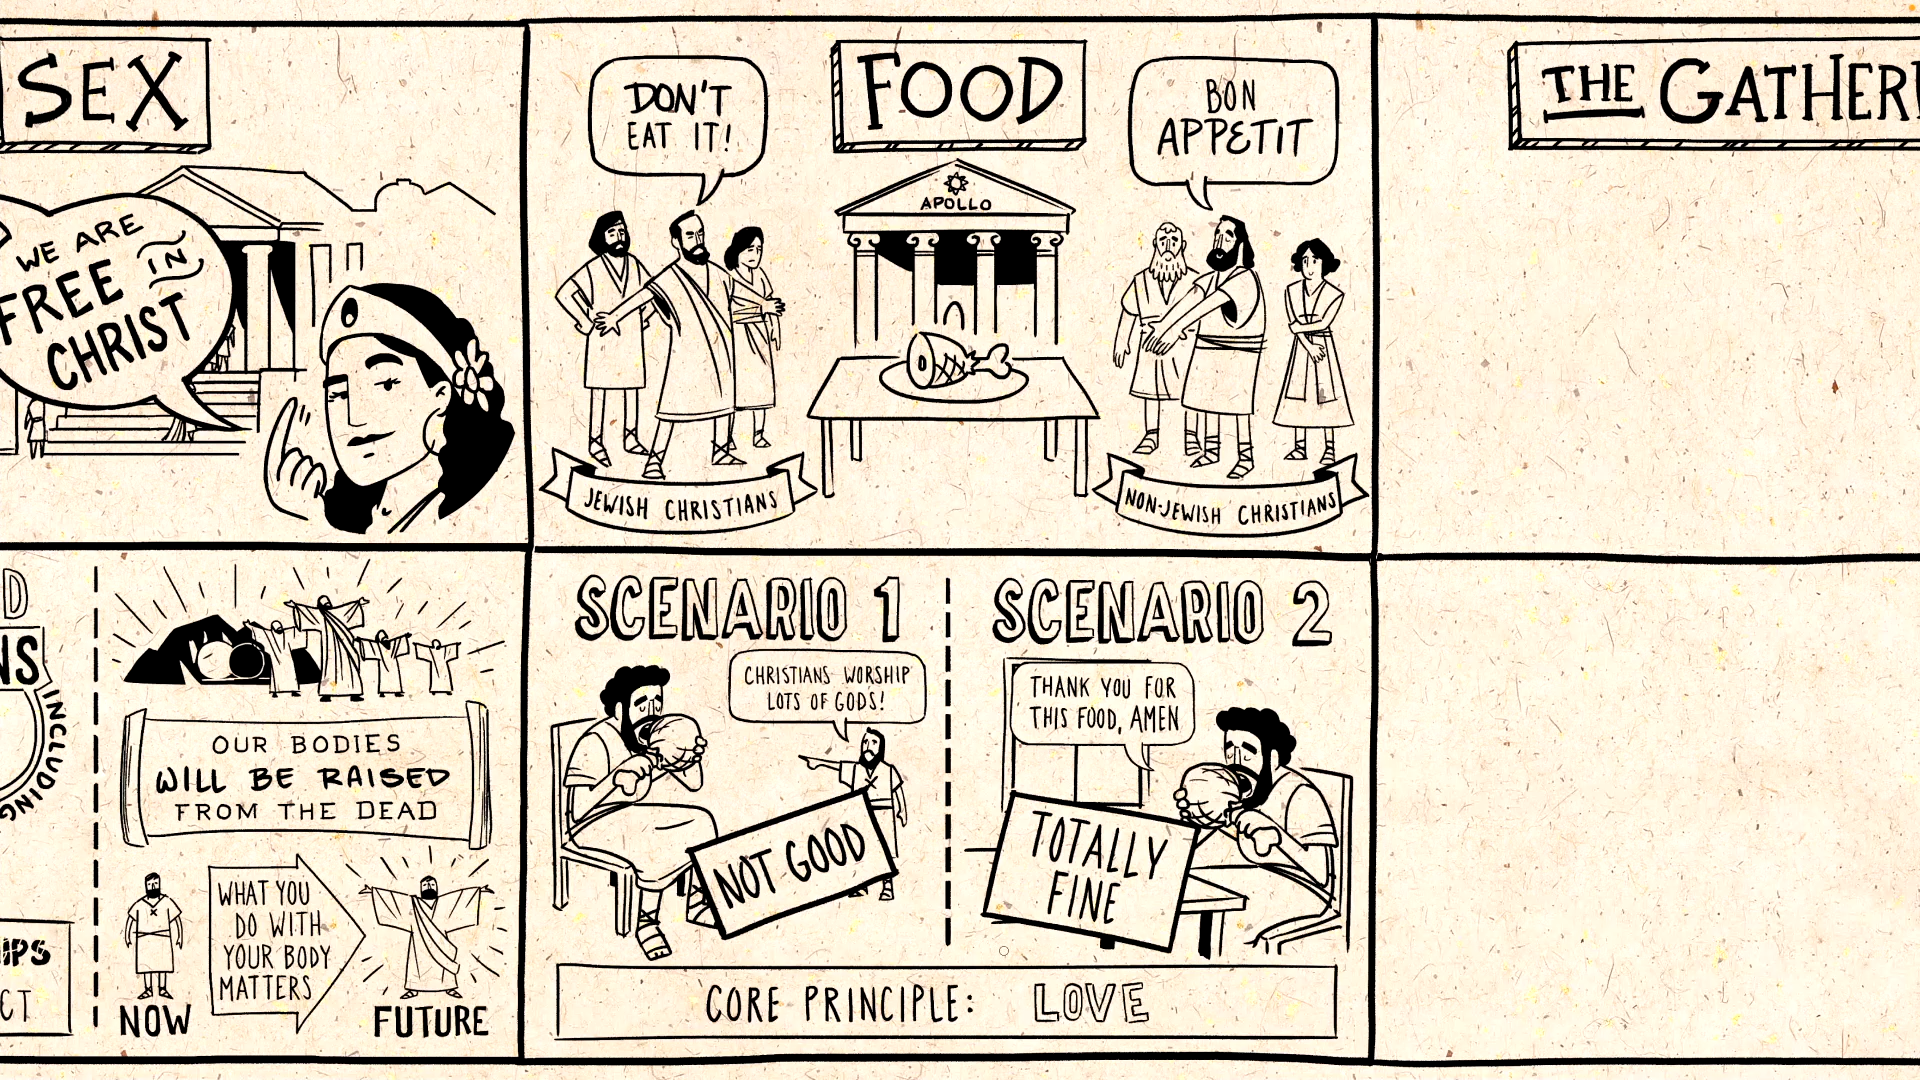 SEX
WE ARE
FREE IN
CHRIST
DON'T
EAT IT!
FOOD
BON
APPETIT
APOLLO
JEWISH CHRISTIANS
NON-JEWISH CHRISTIANS
THE GATHERI
D
NS
INCLUDING
OUR BODIES
WILL BE RAISED
FROM THE DEAD
IPS
CT
WHAT YOU
DO WITH
YOUR BODY
MATTERS
NOW
FUTURE
SCENARIO 1
CHRISTIANS WORSHIP
LOTS OF GODS!
NOT GOOD
SCENARIO 2
THANK YOU FOR
THIS FOOD, AMEN
TOTALLY
FINE
CORE PRINCIPLE: LOVE